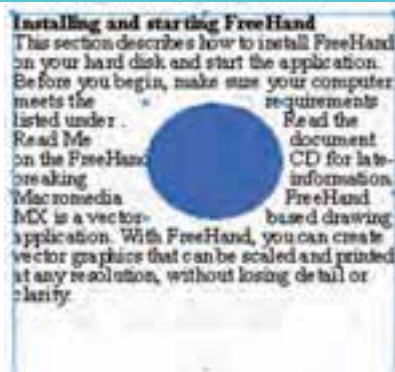 Installing and starting FreeHand
This section describes how to install FreeHand
on your hard disk and start the application.
Before you begin, make sure your computer
meets the requirements
listed under . Read the
Read Me document
on the FreeHand CD for late-
breaking information.
Macromedia FreeHand
MX is a vector- based drawing
application. With FreeHand, you can create
vector graphics that can be scaled and printed
at any resolution, without losing detail or
clarity.